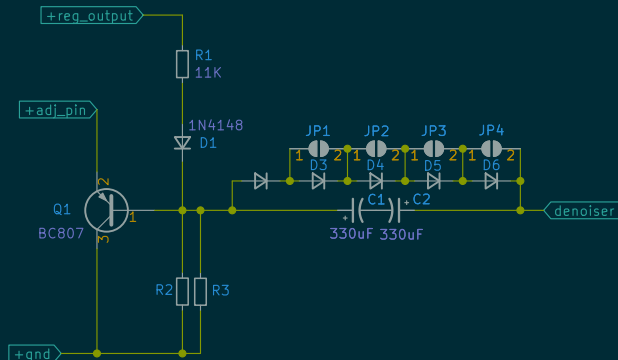 +reg_output
R1
11K
+adj_pin
1N4148
D1
JP1 JP2 JP3 JP4
1 2 1 2 1 2 1 2
D3 D4 D5 D6
2
Q1
1
BC807
3
C1 C2
+ +
330uF 330uF
denoiser
R2 R3
+gnd